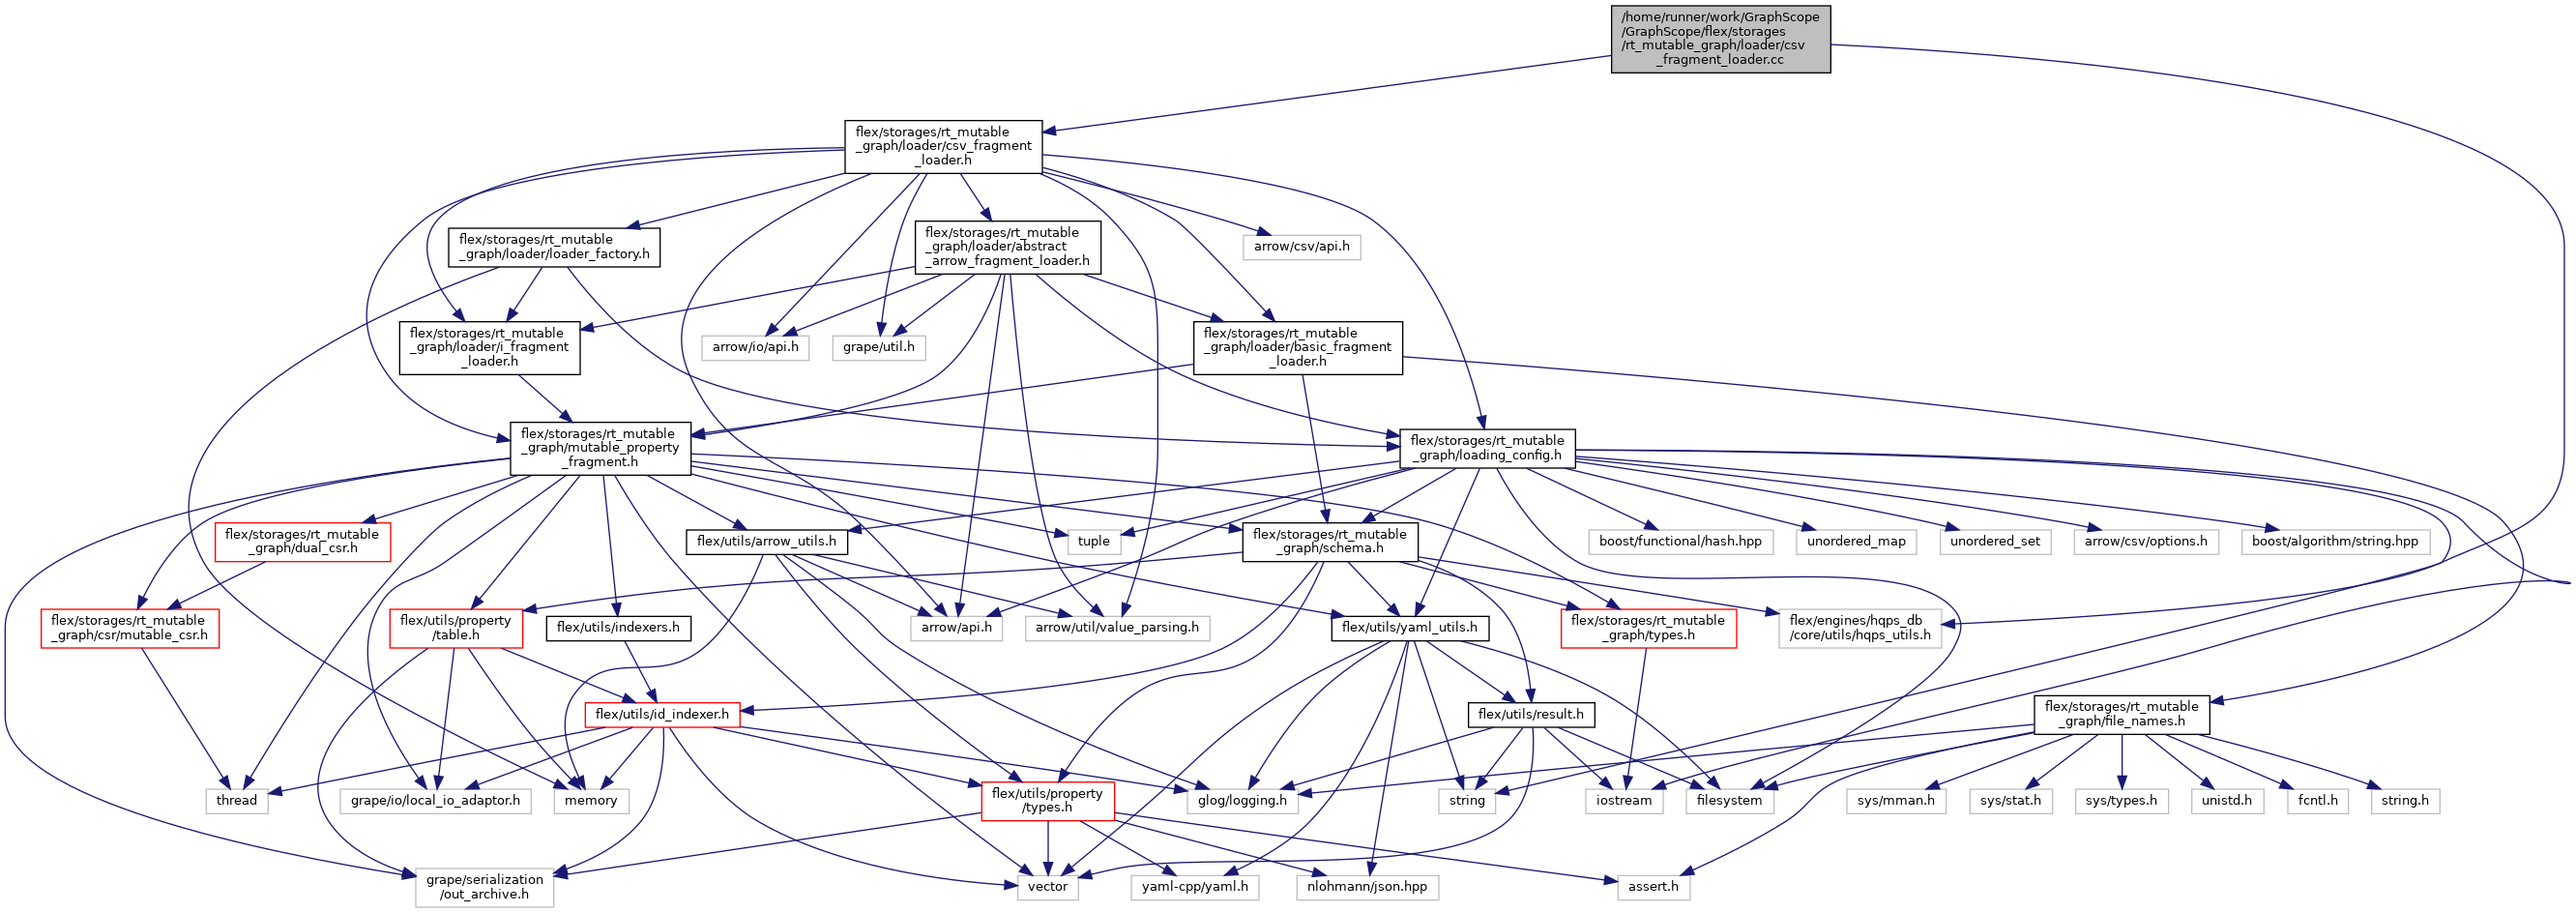 /home/runner/work/GraphScope
/GraphScope/flex/storages
/rt_mutable_graph/loader/csv
_fragment_loader.cc
flex/storages/rt_mutable
_graph/loader/csv_fragment
_loader.h
flex/storages/rt_mutable
_graph/loader/loader_factory.h
flex/storages/rt_mutable
_graph/loader/abstract
_arrow_fragment_loader.h
arrow/csv/api.h
flex/storages/rt_mutable
_graph/loader/i_fragment
_loader.h
arrow/io/api.h
grape/util.h
flex/storages/rt_mutable
_graph/loader/basic_fragment
_loader.h
flex/storages/rt_mutable
_graph/mutable_property
_fragment.h
flex/storages/rt_mutable
_graph/loading_config.h
flex/storages/rt_mutable
_graph/dual_csr.h
flex/utils/arrow_utils.h
tuple
flex/storages/rt_mutable
_graph/schema.h
boost/functional/hash.hpp
unordered_map
unordered_set
arrow/csv/options.h
boost/algorithm/string.hpp
flex/storages/rt_mutable
_graph/csr/mutable_csr.h
flex/utils/property
/table.h
flex/utils/indexers.h
arrow/api.h
arrow/util/value_parsing.h
flex/utils/yaml_utils.h
flex/storages/rt_mutable
_graph/types.h
flex/engines/hqps_db
/core/utils/hqps_utils.h
flex/utils/id_indexer.h
flex/utils/result.h
flex/storages/rt_mutable
_graph/file_names.h
thread
grape/io/local_io_adaptor.h
memory
flex/utils/property
/types.h
glog/logging.h
string
iostream
filesystem
sys/mman.h
sys/stat.h
sys/types.h
unistd.h
fcntl.h
string.h
grape/serialization
/out_archive.h
vector
yaml-cpp/yaml.h
nlohmann/json.hpp
assert.h